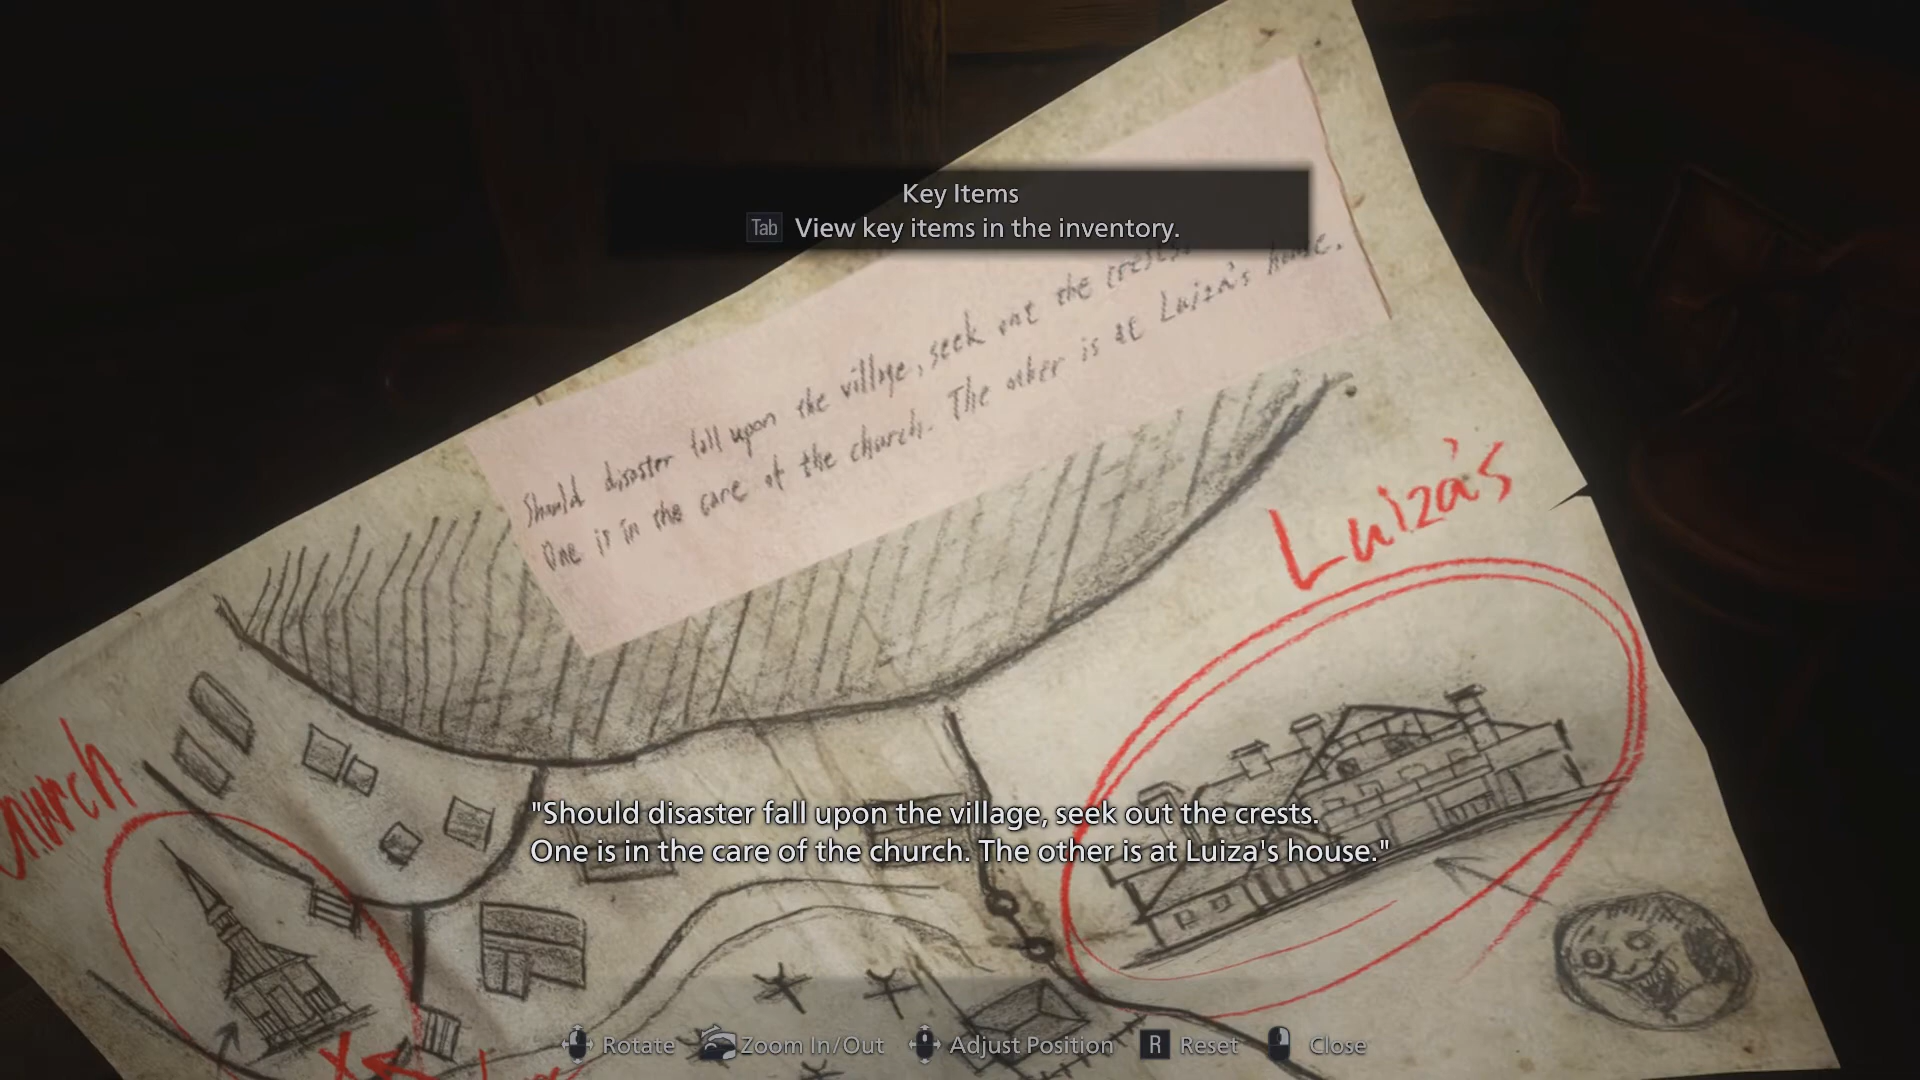 Key Items
Tab View key items in the inventory.
Should disaster fall upon the village, seek out the crests.
One is in the care of the church. The other is at Luiza's house.
Luiza's
church
"Should disaster fall upon the village, seek out the crests.
One is in the care of the church. The other is at Luiza's house."
X
Rotate Zoom In/Out Adjust Position R Reset Close